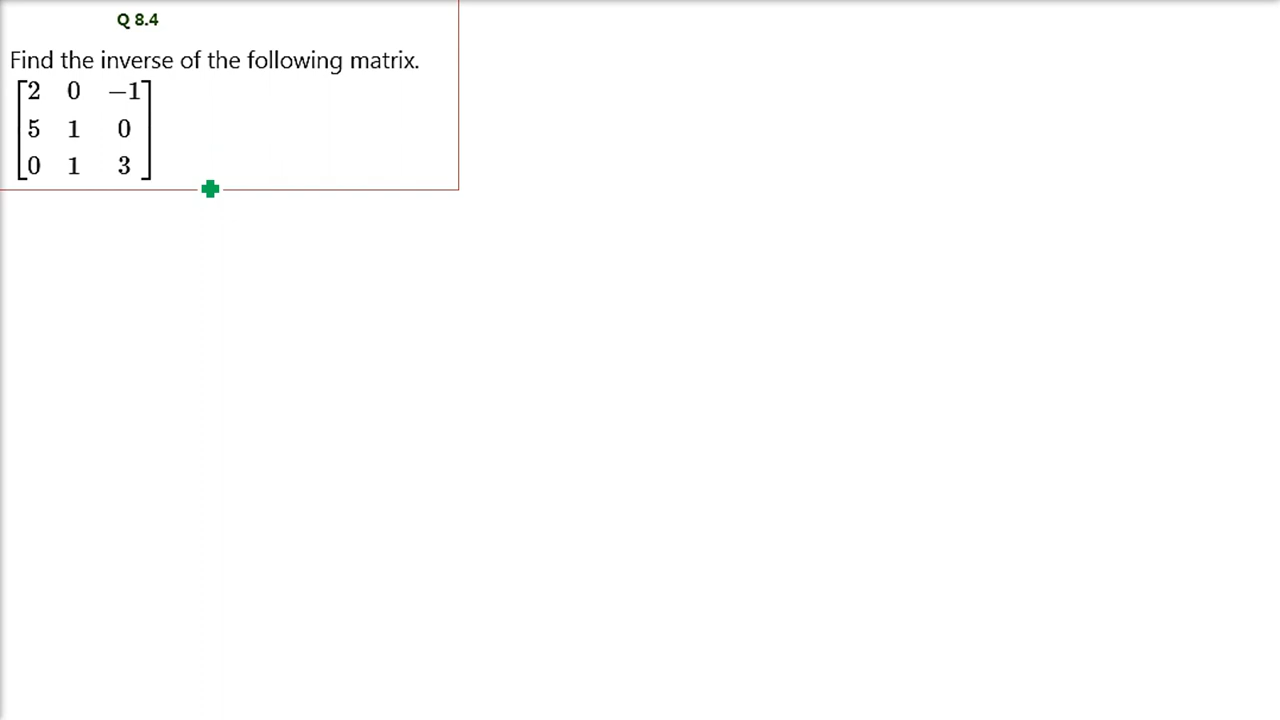 Q 8.4
Find the inverse of the following matrix.
2 0 −1
5 1 0
0 1 3